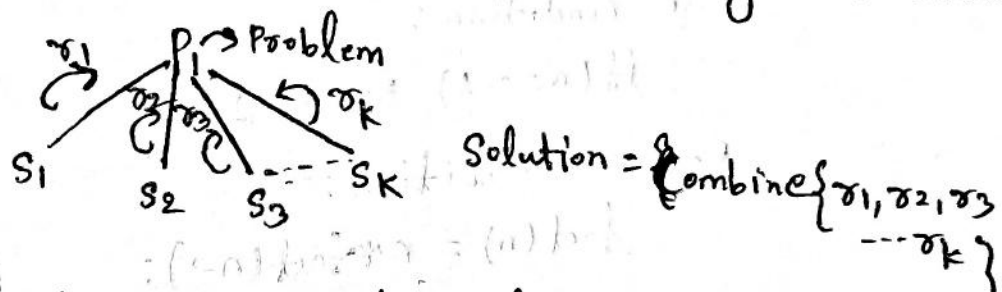 P1 → Problem
r1
r2
r3
rk
S1
S2
S3 ---- SK
Solution = Combine{r1, r2, r3
---rk}